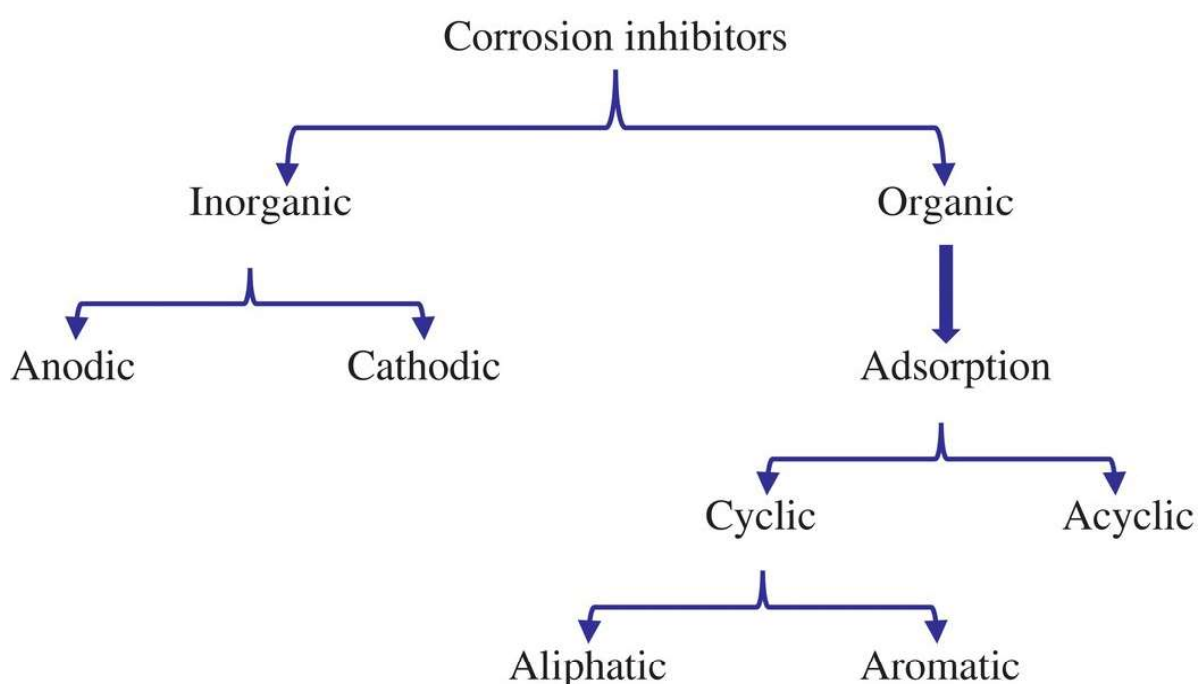 Corrosion inhibitors
Inorganic
Organic
Anodic
Cathodic
Adsorption
Cyclic
Acyclic
Aliphatic
Aromatic